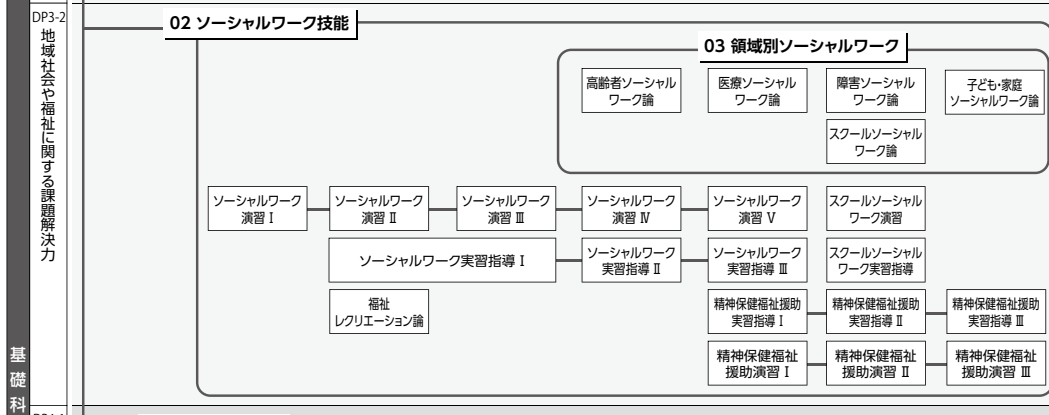 DP3-2
地域社会や福祉に関する課題解決力
基礎科
02 ソーシャルワーク技能
03 領域別ソーシャルワーク
高齢者ソーシャル
ワーク論
医療ソーシャル
ワーク論
障害ソーシャル
ワーク論
子ども・家庭
ソーシャルワーク論
スクールソーシャル
ワーク論
ソーシャルワーク
演習 Ⅰ
ソーシャルワーク
演習 Ⅱ
ソーシャルワーク
演習 Ⅲ
ソーシャルワーク
演習 Ⅳ
ソーシャルワーク
演習 Ⅴ
スクールソーシャル
ワーク演習
ソーシャルワーク実習指導 Ⅰ
ソーシャルワーク
実習指導 Ⅱ
ソーシャルワーク
実習指導 Ⅲ
スクールソーシャル
ワーク実習指導
福祉
レクリエーション論
精神保健福祉援助
実習指導 Ⅰ
精神保健福祉援助
実習指導 Ⅱ
精神保健福祉援助
実習指導 Ⅲ
精神保健福祉
援助演習 Ⅰ
精神保健福祉
援助演習 Ⅱ
精神保健福祉
援助演習 Ⅲ